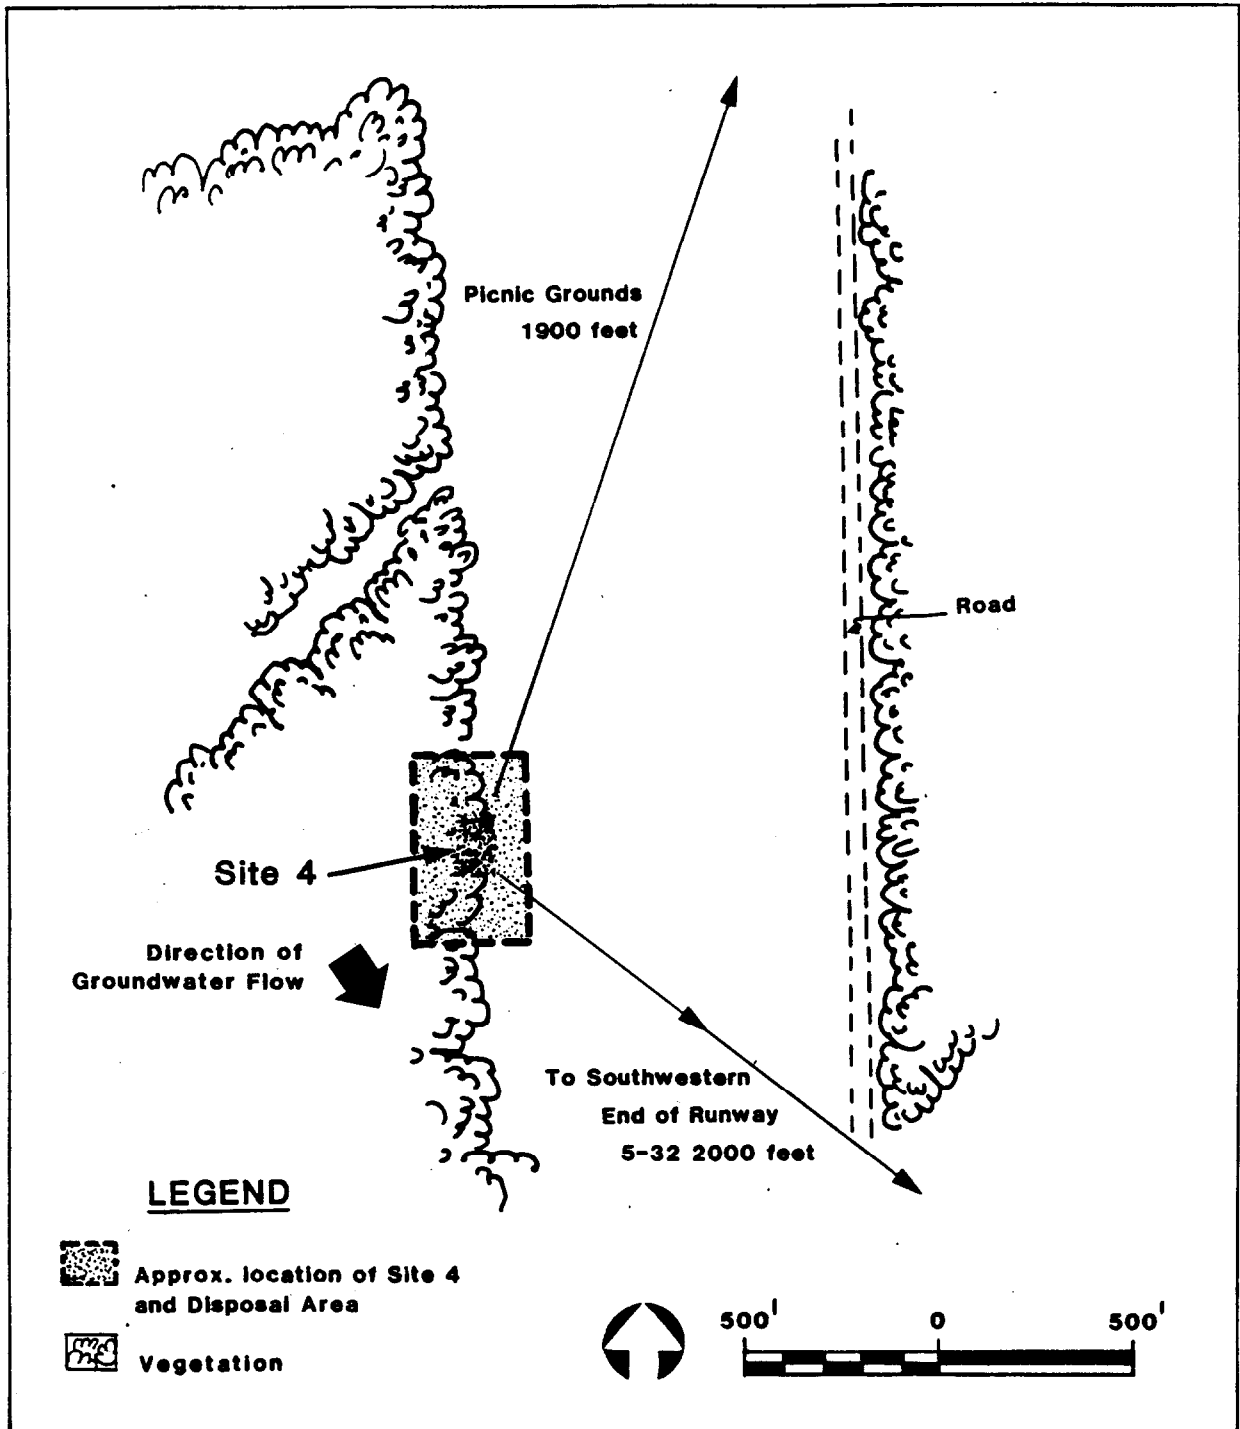 Picnic Grounds
1900 feet
Road
Site 4
Direction of
Groundwater Flow
To Southwestern
End of Runway
5-32 2000 feet
LEGEND
Approx. location of Site 4
and Disposal Area
Vegetation
500' 0 500'